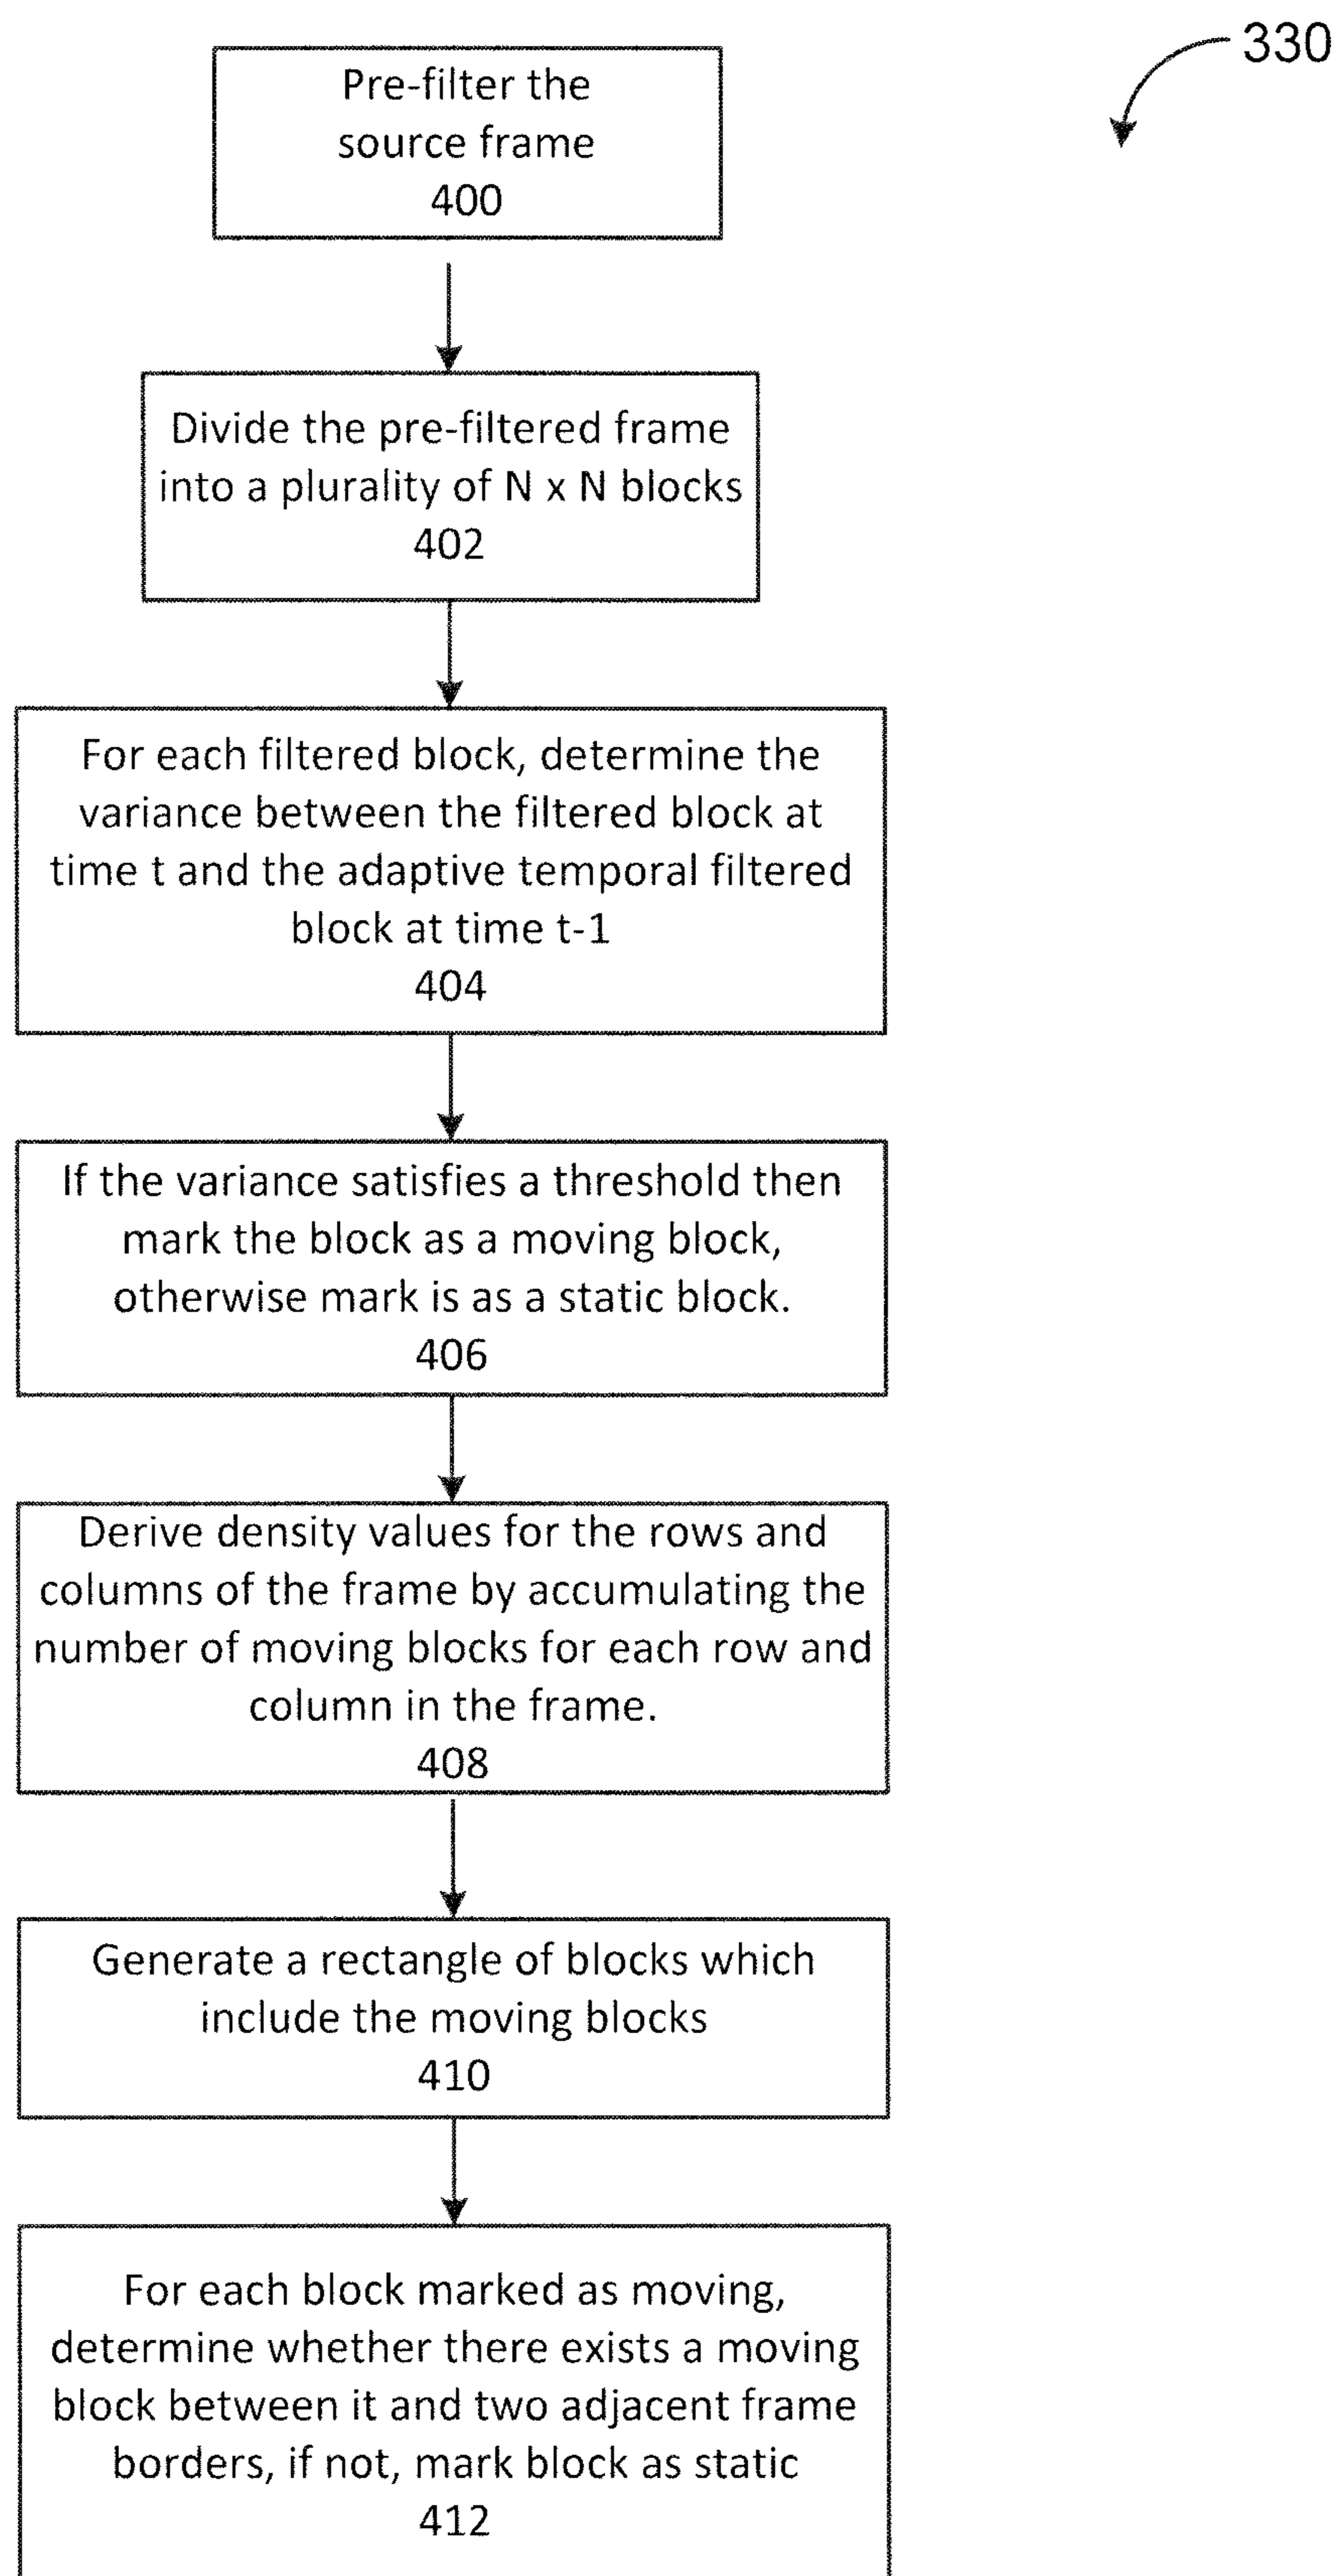 330
Pre-filter the
source frame
400
Divide the pre-filtered frame
into a plurality of N x N blocks
402
For each filtered block, determine the
variance between the filtered block at
time t and the adaptive temporal filtered
block at time t-1
404
If the variance satisfies a threshold then
mark the block as a moving block,
otherwise mark is as a static block.
406
Derive density values for the rows and
columns of the frame by accumulating the
number of moving blocks for each row and
column in the frame.
408
Generate a rectangle of blocks which
include the moving blocks
410
For each block marked as moving,
determine whether there exists a moving
block between it and two adjacent frame
borders, if not, mark block as static
412